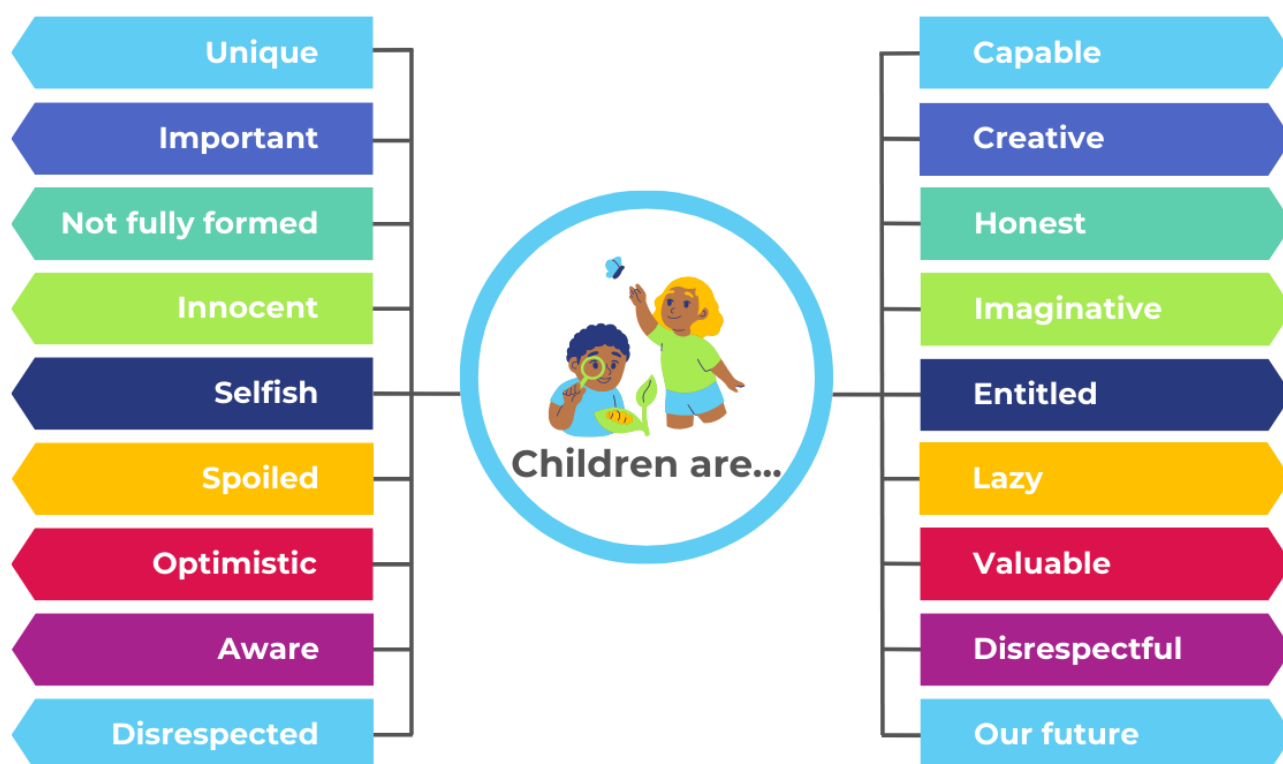 Unique
Important
Not fully formed
Innocent
Selfish
Spoiled
Optimistic
Aware
Disrespected
Children are...
Capable
Creative
Honest
Imaginative
Entitled
Lazy
Valuable
Disrespectful
Our future